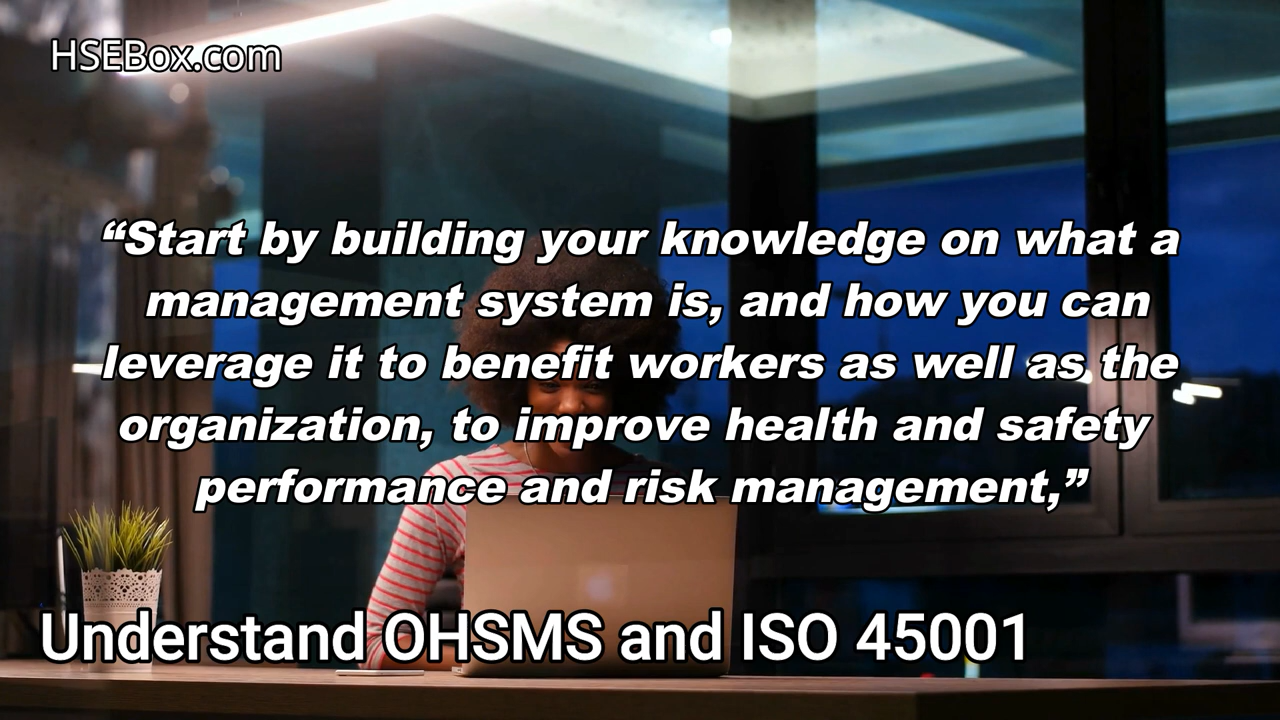 HSEBox.com
“Start by building your knowledge on what a
management system is, and how you can
leverage it to benefit workers as well as the
organization, to improve health and safety
performance and risk management,”
Understand OHSMS and ISO 45001